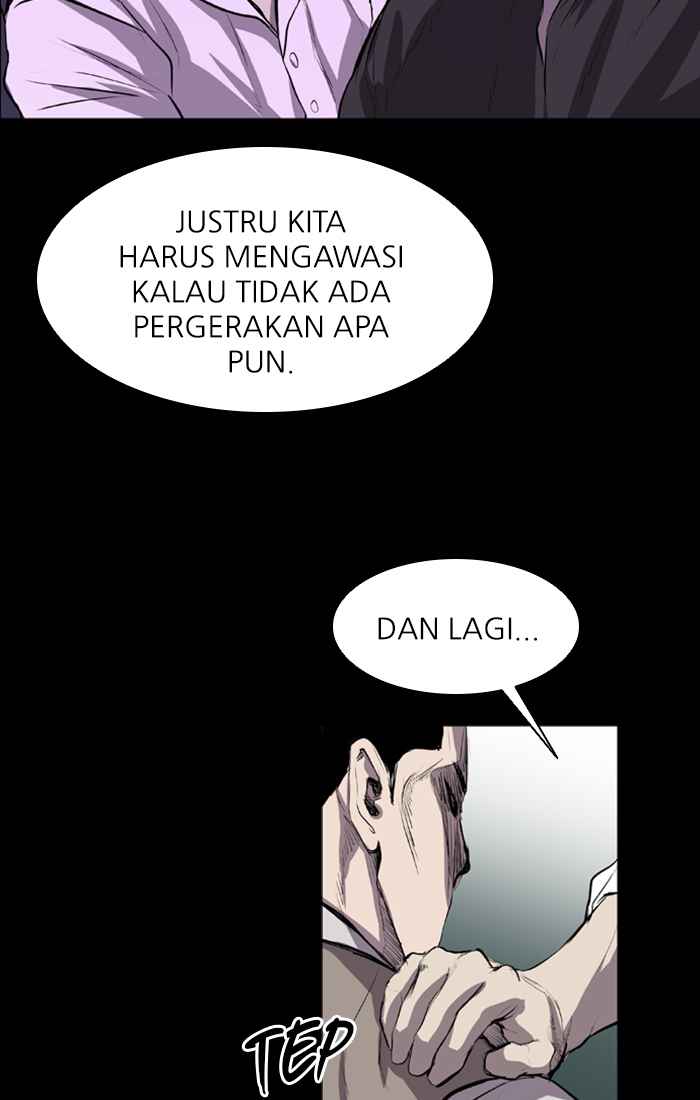 JUSTRU KITA
HARUS MENGAWASI
KALAU TIDAK ADA
PERGERAKAN APA
PUN.
DAN LAGI...
TEP